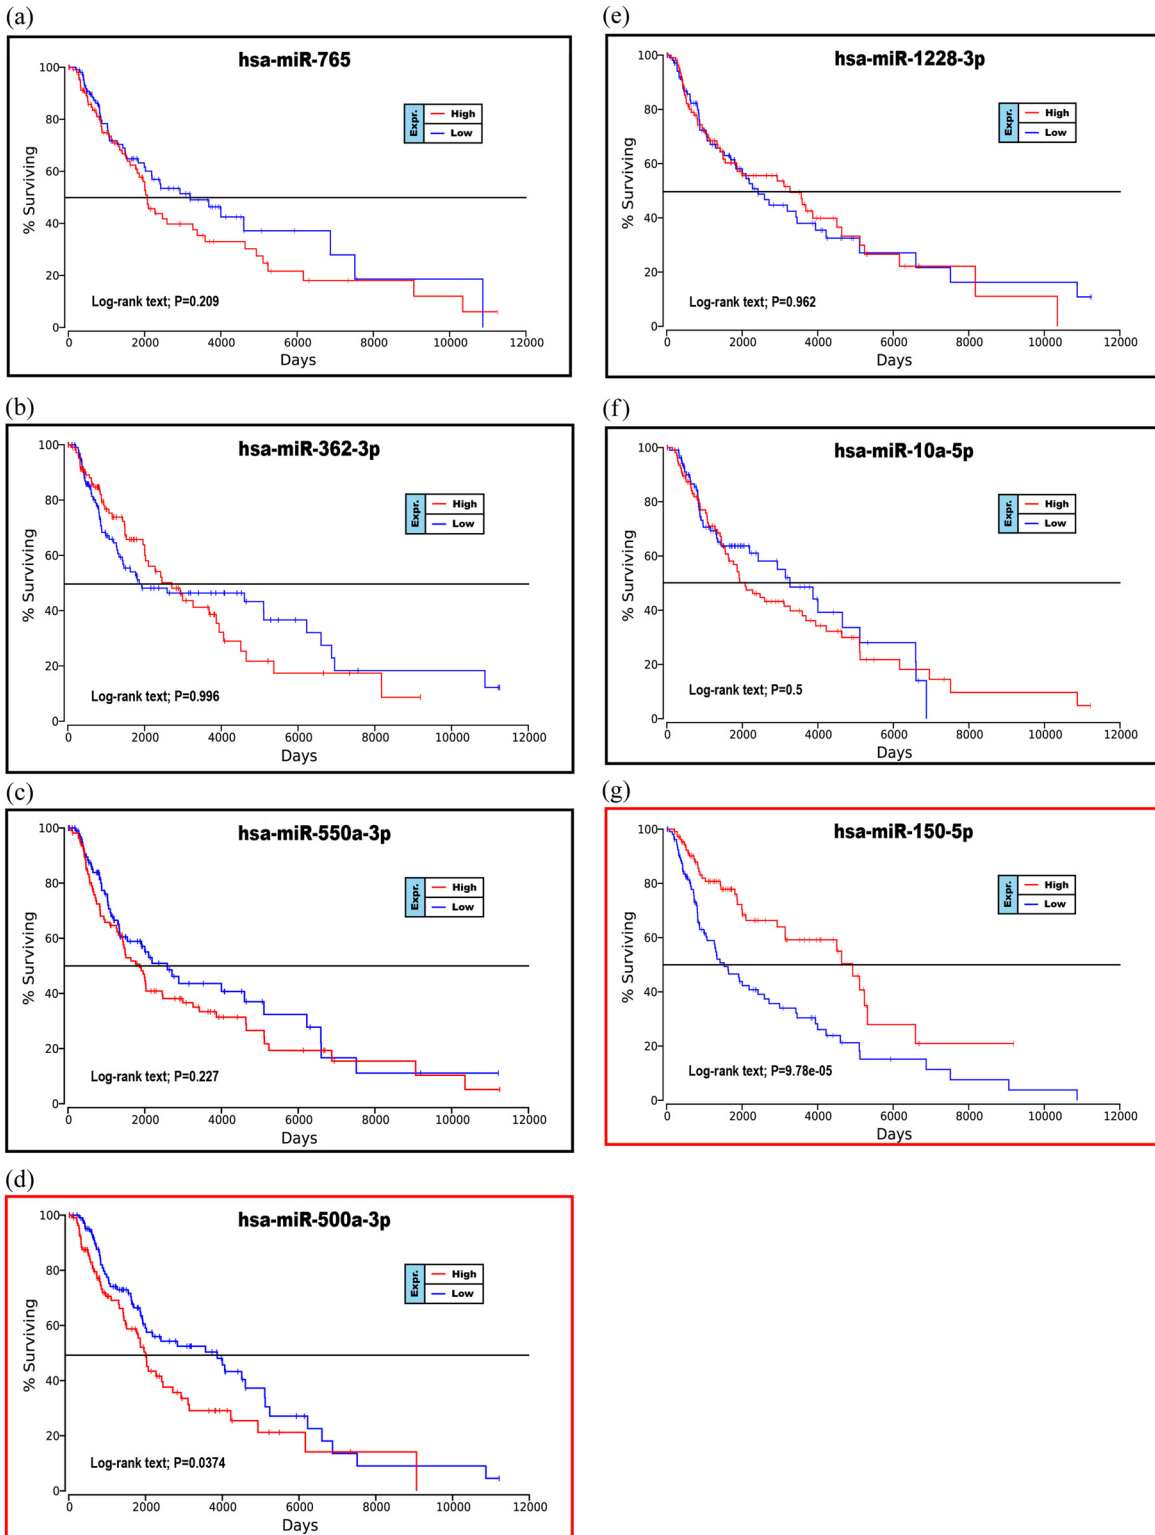 (a)
hsa-miR-765
100
80
60
40
20
0
% Surviving
Expr.
High
Low
Log-rank text; P=0.209
0 2000 4000 6000 8000 10000 12000
Days
(b)
hsa-miR-362-3p
100
80
60
40
20
0
% Surviving
Expr.
High
Low
Log-rank text; P=0.996
0 2000 4000 6000 8000 10000 12000
Days
(c)
hsa-miR-550a-3p
100
80
60
40
20
0
% Surviving
Expr.
High
Low
Log-rank text; P=0.227
0 2000 4000 6000 8000 10000 12000
Days
(d)
hsa-miR-500a-3p
100
80
60
40
20
0
% Surviving
Expr.
High
Low
Log-rank text; P=0.0374
0 2000 4000 6000 8000 10000 12000
Days
(e)
hsa-miR-1228-3p
100
80
60
40
20
0
% Surviving
Expr.
High
Low
Log-rank text; P=0.962
0 2000 4000 6000 8000 10000 12000
Days
(f)
hsa-miR-10a-5p
100
80
60
40
20
0
% Surviving
Expr.
High
Low
Log-rank text; P=0.5
0 2000 4000 6000 8000 10000 12000
Days
(g)
hsa-miR-150-5p
100
80
60
40
20
0
% Surviving
Expr.
High
Low
Log-rank text; P=9.78e-05
0 2000 4000 6000 8000 10000 12000
Days